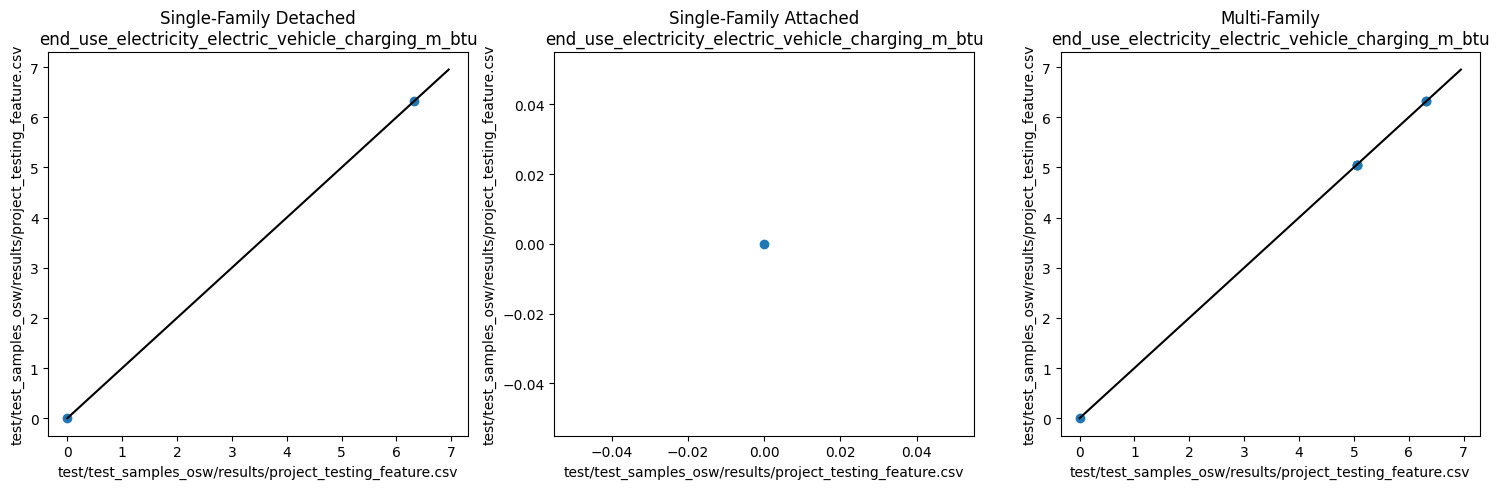 Single-Family Detached
end_use_electricity_electric_vehicle_charging_m_btu
test/test_samples_osw/results/project_testing_feature.csv
7
6
5
4
3
2
1
0
0 1 2 3 4 5 6 7
test/test_samples_osw/results/project_testing_feature.csv
Single-Family Attached
end_use_electricity_electric_vehicle_charging_m_btu
test/test_samples_osw/results/project_testing_feature.csv
0.04
0.02
0.00
−0.02
−0.04
−0.04 −0.02 0.00 0.02 0.04
test/test_samples_osw/results/project_testing_feature.csv
Multi-Family
end_use_electricity_electric_vehicle_charging_m_btu
test/test_samples_osw/results/project_testing_feature.csv
7
6
5
4
3
2
1
0
0 1 2 3 4 5 6 7
test/test_samples_osw/results/project_testing_feature.csv